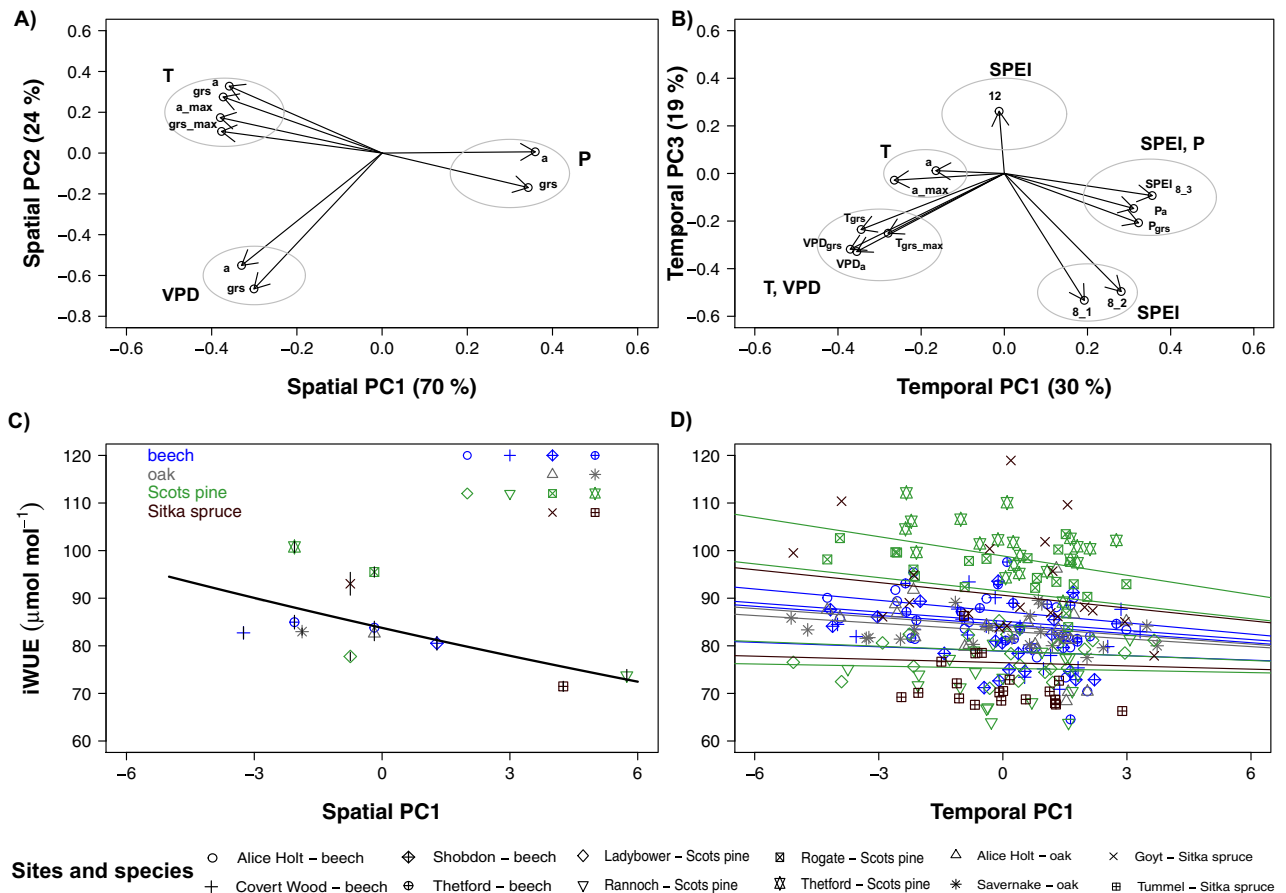 A)
0.6
0.4
0.2
0.0
−0.2
−0.4
−0.6
−0.8
Spatial PC2 (24 %)
T
a
grs
a_max
grs_max
a
P
grs
a
grs
VPD
−0.6 −0.4 −0.2 0.0 0.2 0.4 0.6
Spatial PC1 (70 %)
B)
0.6
0.4
0.2
0.0
−0.2
−0.4
−0.6
Temporal PC3 (19 %)
SPEI
12
T
a
a_max
SPEI, P
SPEI 8_3
Pa
Pgrs
Tgrs
VPDgrs
Tgrs_max
VPDa
T, VPD
8_1
8_2
SPEI
−0.6 −0.4 −0.2 0.0 0.2 0.4 0.6
Temporal PC1 (30 %)
C)
120
110
100
90
80
70
60
iWUE (μmol mol−1)
beech
oak
Scots pine
Sitka spruce
−6 −3 0 3 6
Spatial PC1
D)
120
110
100
90
80
70
60
−6 −3 0 3 6
Temporal PC1
Sites and species
Alice Holt – beech Shobdon – beech Ladybower – Scots pine Rogate – Scots pine Alice Holt – oak Goyt – Sitka spruce
Covert Wood – beech Thetford – beech Rannoch – Scots pine Thetford – Scots pine Savernake – oak Tummel – Sitka spruce